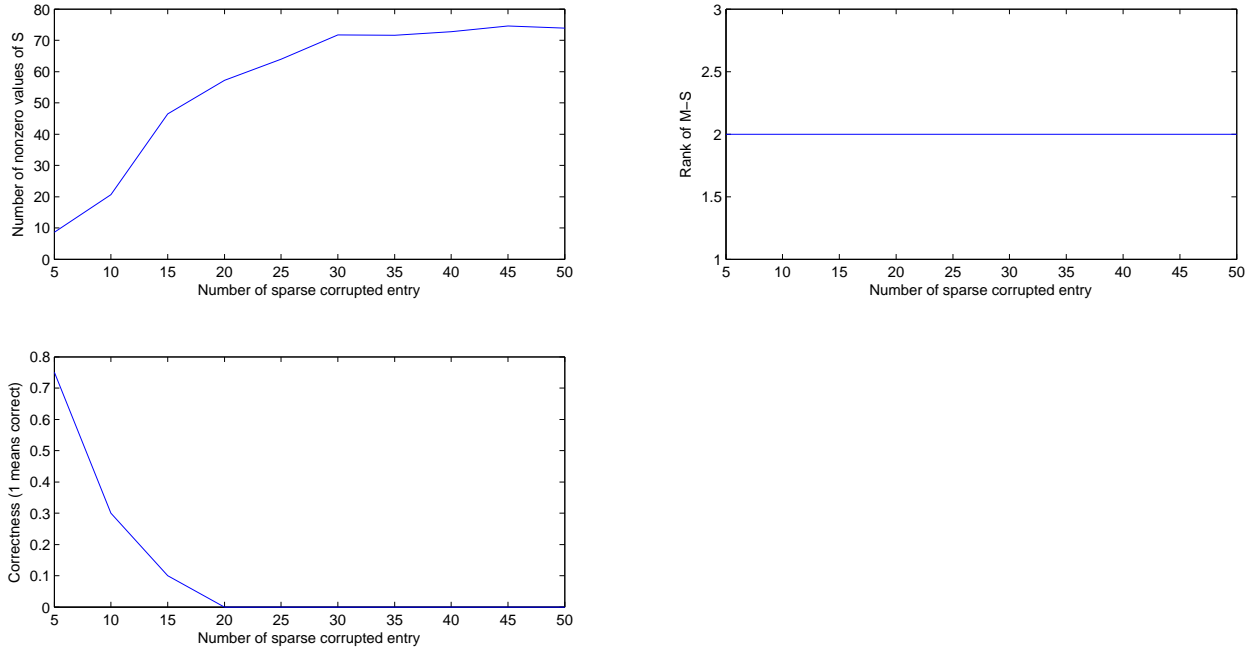 80
70
60
50
40
30
20
10
0
Number of nonzero values of S
5 10 15 20 25 30 35 40 45 50
Number of sparse corrupted entry
3
2.5
2
1.5
1
Rank of M−S
5 10 15 20 25 30 35 40 45 50
Number of sparse corrupted entry
0.8
0.7
0.6
0.5
0.4
0.3
0.2
0.1
0
Correctness (1 means correct)
5 10 15 20 25 30 35 40 45 50
Number of sparse corrupted entry